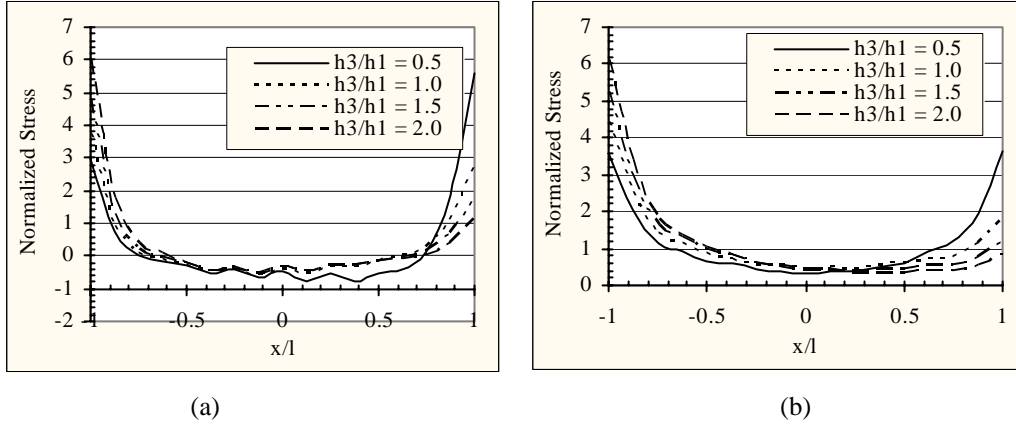 7
6
5
4
3
2
1
0
-1
-2
Normalized Stress
h3/h1 = 0.5
h3/h1 = 1.0
h3/h1 = 1.5
h3/h1 = 2.0
-1 -0.5 0 0.5 1
x/l
(a)
7
6
5
4
3
2
1
0
Normalized Stress
h3/h1 = 0.5
h3/h1 = 1.0
h3/h1 = 1.5
h3/h1 = 2.0
-1 -0.5 0 0.5 1
x/l
(b)